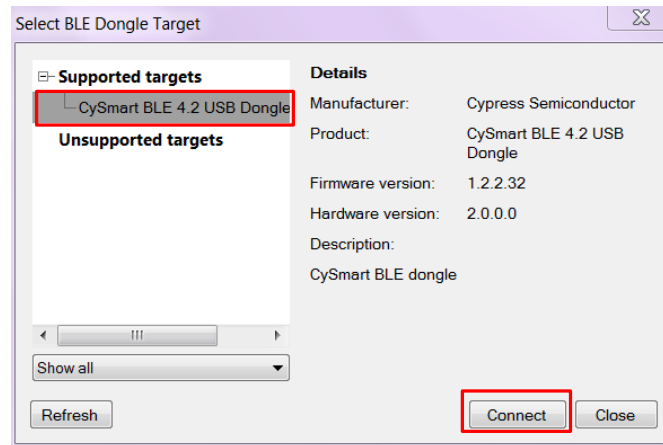 Select BLE Dongle Target
Supported targets
CySmart BLE 4.2 USB Dongle
Unsupported targets
Show all
Refresh
Details
Manufacturer: Cypress Semiconductor
Product: CySmart BLE 4.2 USB
Dongle
Firmware version: 1.2.2.32
Hardware version: 2.0.0.0
Description:
CySmart BLE dongle
Connect
Close